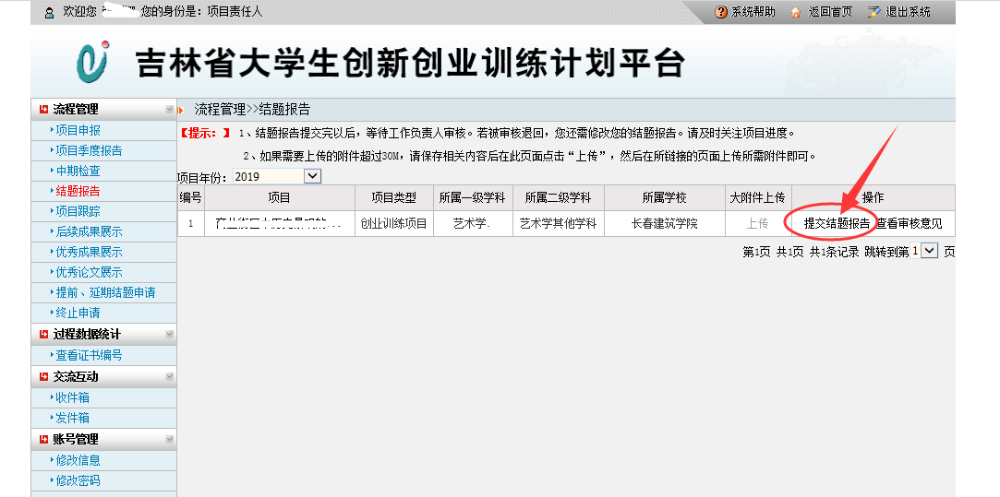 欢迎您 您的身份是：项目责任人 系统帮助 返回首页 退出系统
吉林省大学生创新创业训练计划平台
流程管理
项目申报
项目季度报告
中期检查
结题报告
项目跟踪
后续成果展示
优秀成果展示
优秀论文展示
提前、延期结题申请
终止申请
过程数据统计
查看证书编号
交流互动
收件箱
发件箱
账号管理
修改信息
修改密码
流程管理>>结题报告
【提示：】 1、结题报告提交完以后，等待工作负责人审核。若被审核退回，您还需修改您的结题报告。请及时关注项目进度。
2、如果需要上传的附件超过30M，请保存相关内容后在此页面点击“上传”，然后在所链接的页面上传所需附件即可。
项目年份： 2019
编号 项目 项目类型 所属一级学科 所属二级学科 所属学校 大附件上传 操作
1 创业训练项目 艺术学. 艺术学其他学科 长春建筑学院 上传 提交结题报告 查看审核意见
第1页 共1页 共1条记录 跳转到第 1 页